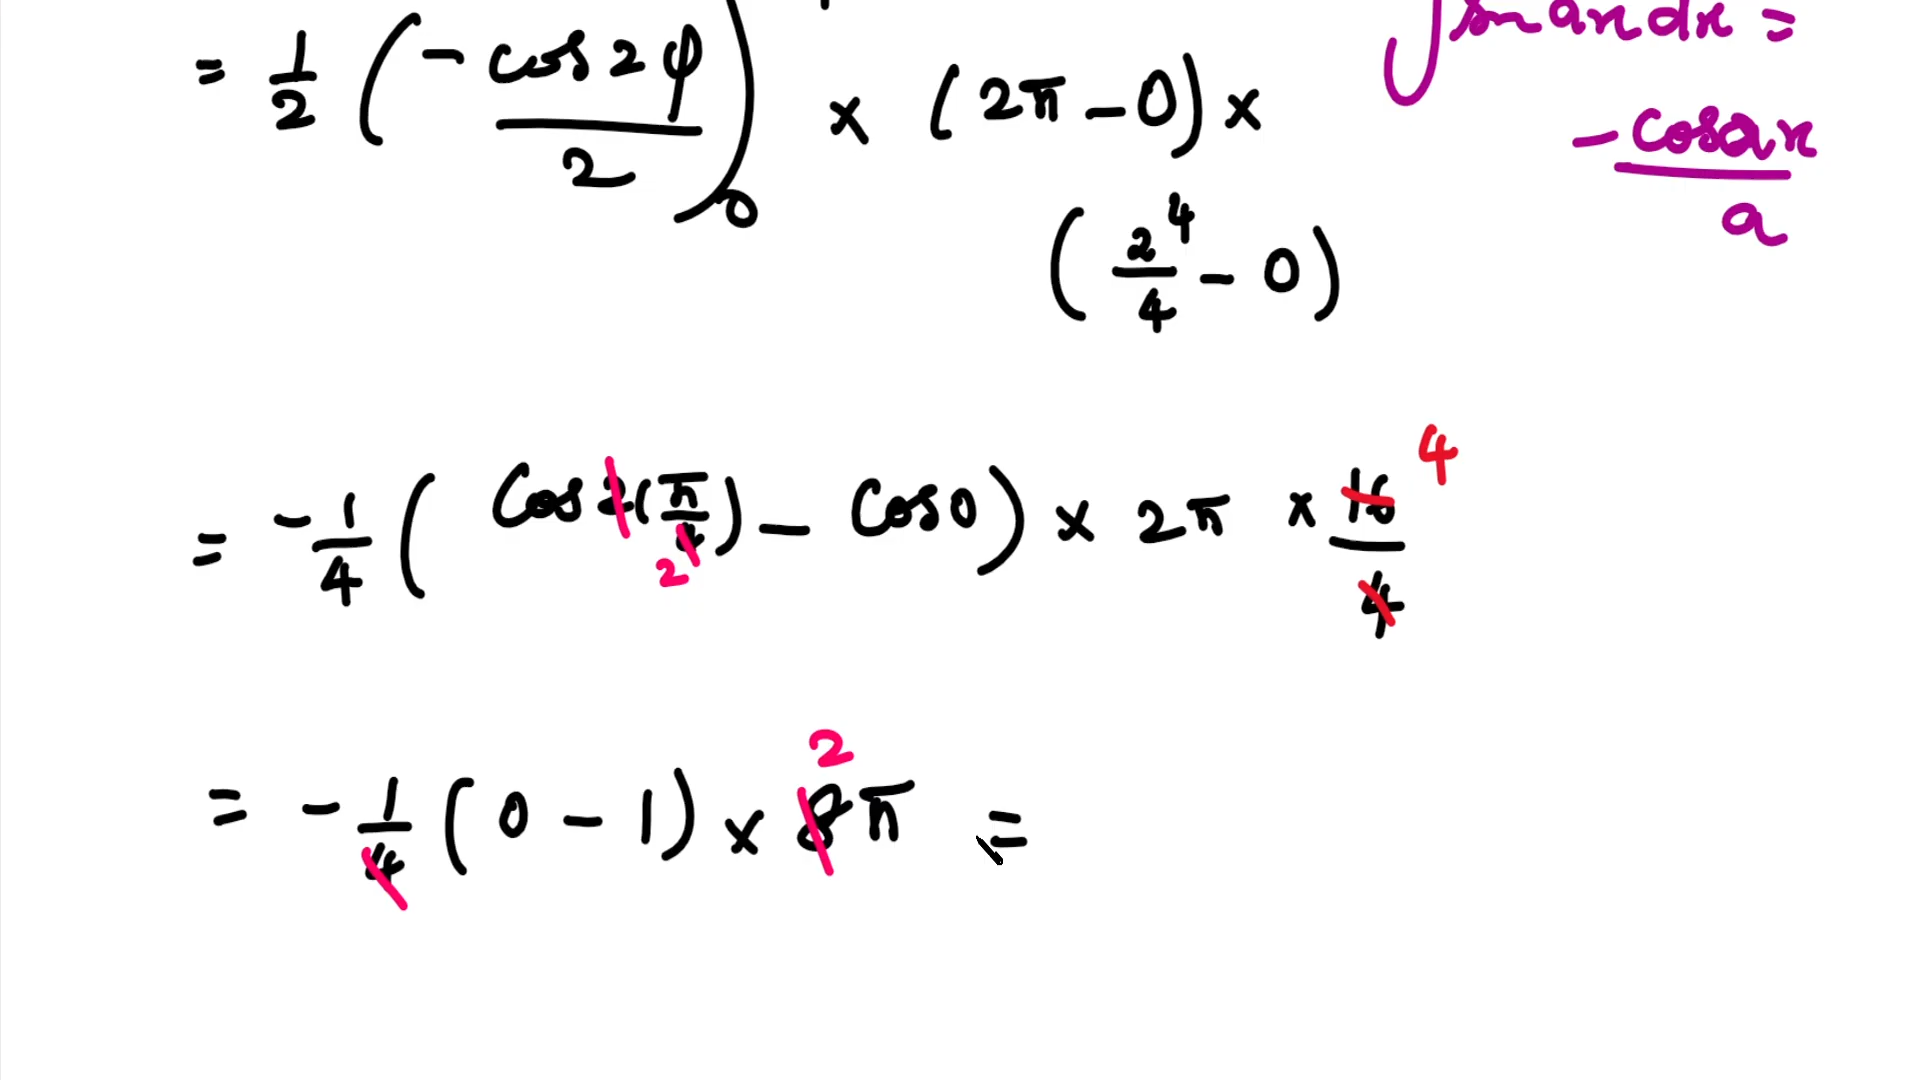 = 1/2 ( - cos 2φ / 2 )₀ × (2π - 0) ×
( 2⁴/4 - 0 )
∫ sin ax dx =
- cos ax / a
= -1/4 ( cos 2(π/4) - cos 0 ) × 2π × 16/4 4
2
2
= - 1/4 ( 0 - 1 ) × 8π =